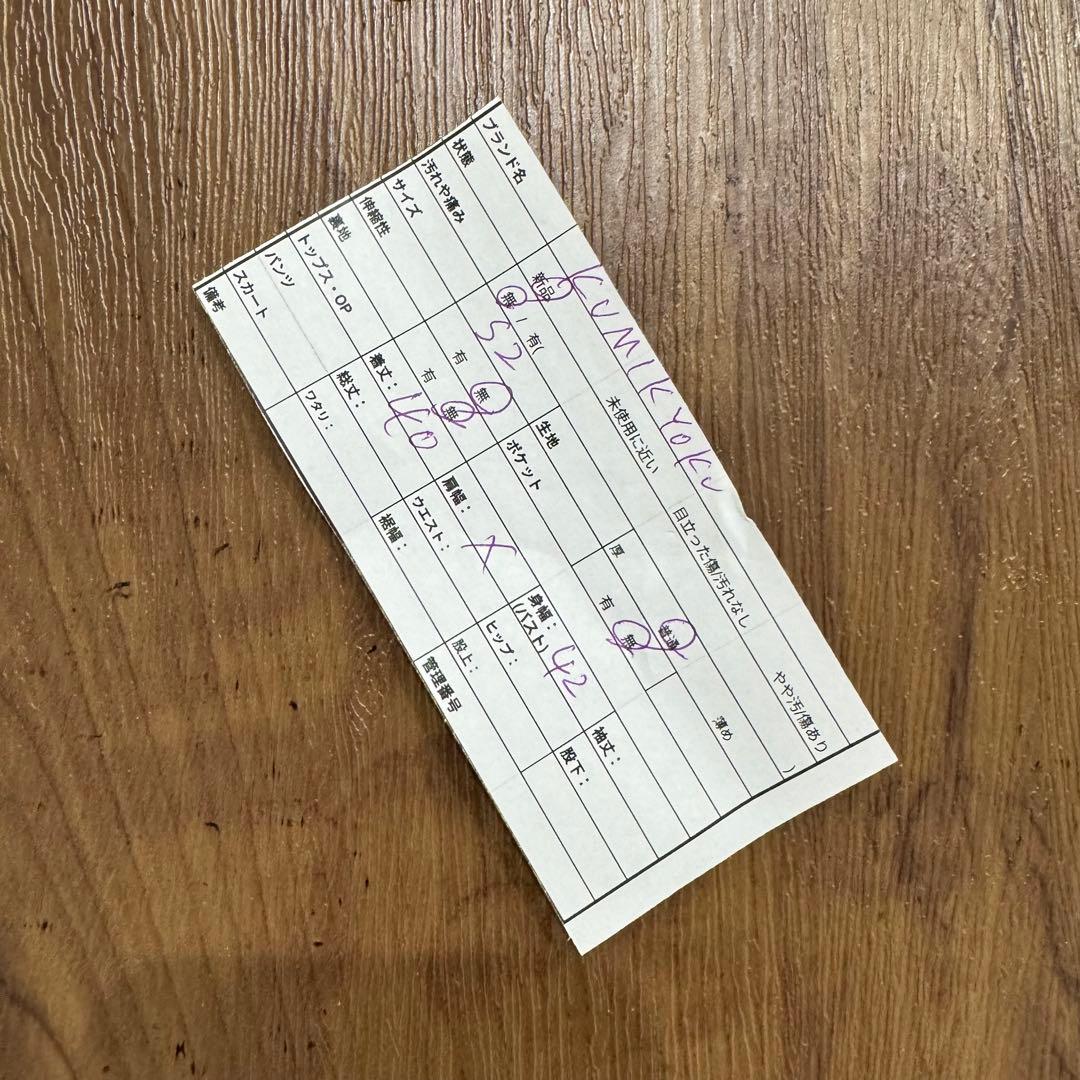 ブランド名 KUMIKYOKU
状態 新品 未使用に近い 目立った傷/汚れなし やや汚/傷あり
汚れや痛み 無 / 有( )
サイズ S2 生地 厚 普通 薄め
伸縮性 有 無 ポケット 有 無
裏地 有 無
トップス・OP 着丈: 40 肩幅: X 身幅: (バスト) 42 袖丈:
パンツ 総丈: ウエスト: ヒップ: 股下:
スカート ワタリ: 裾幅: 股上:
備考 管理番号